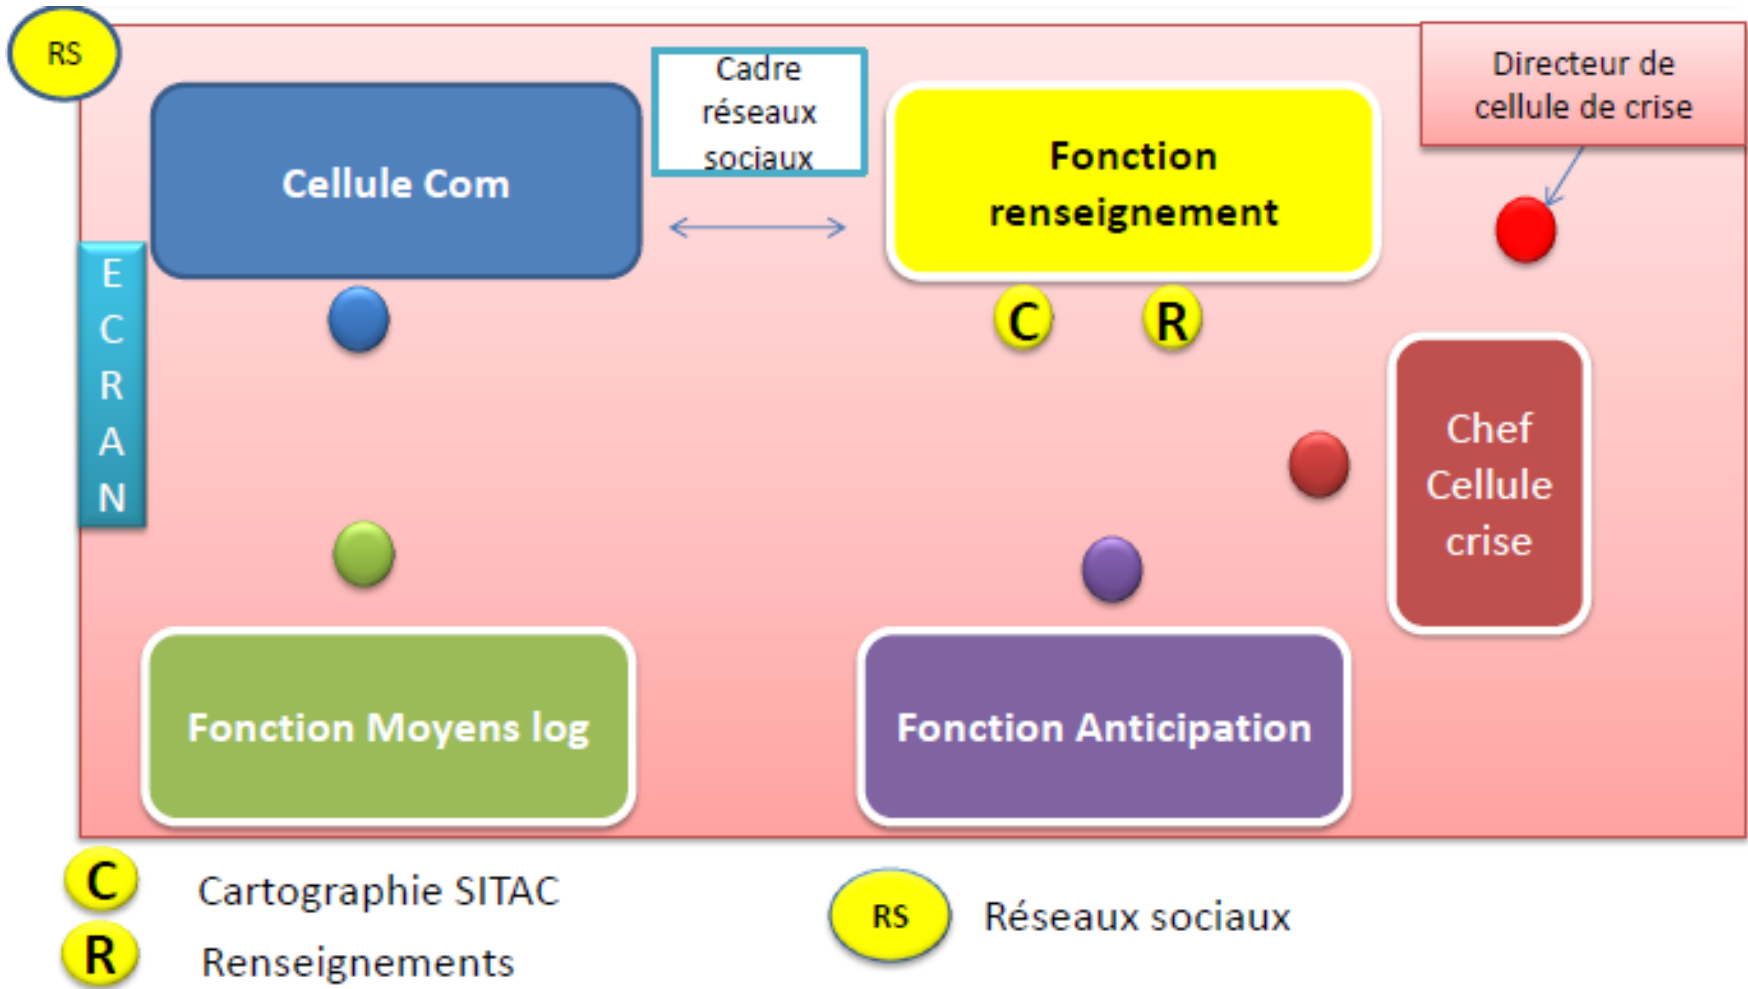 RS
Cadre
réseaux
sociaux
Directeur de
cellule de crise
Cellule Com
Fonction
renseignement
E
C
R
A
N
C
R
Chef
Cellule
crise
Fonction Moyens log
Fonction Anticipation
C
Cartographie SITAC
R
Renseignements
RS
Réseaux sociaux